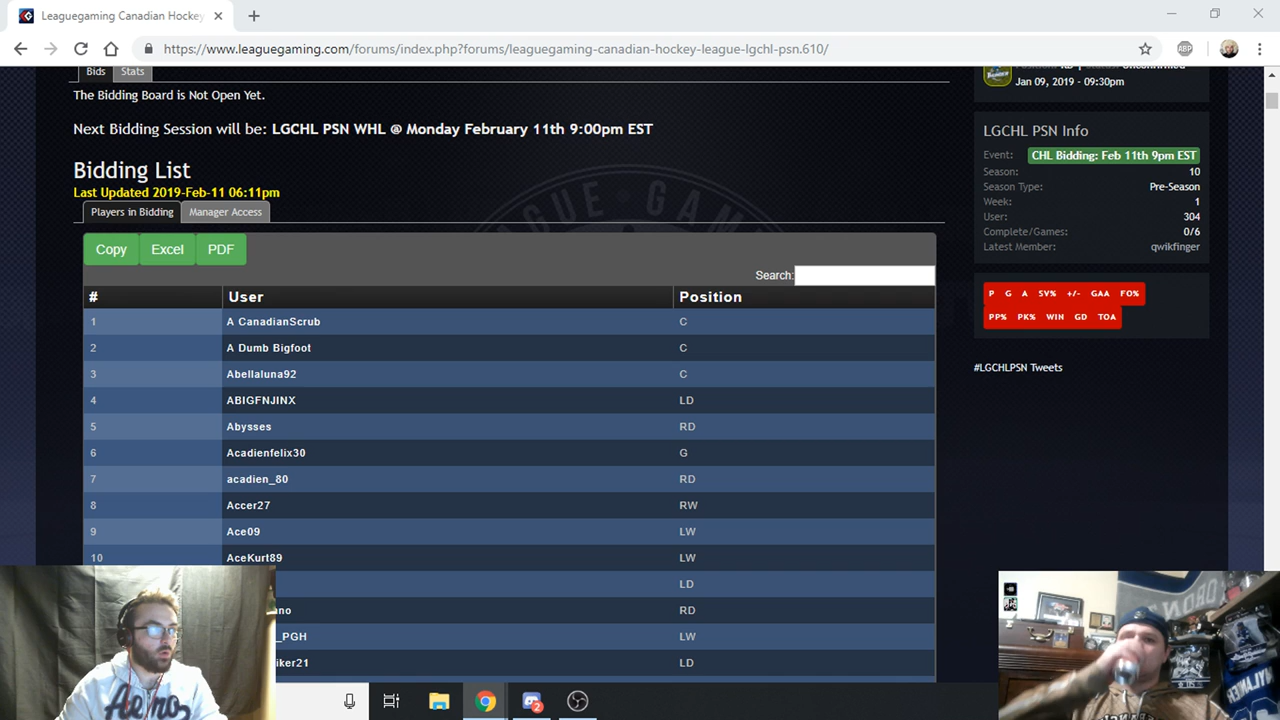 Leaguegaming Canadian Hockey
https://www.leaguegaming.com/forums/index.php?forums/leaguegaming-canadian-hockey-league-lgchl-psn.610/
ABP
Bids Stats
The Bidding Board is Not Open Yet.
Next Bidding Session will be: LGCHL PSN WHL @ Monday February 11th 9:00pm EST
Bidding List
Last Updated 2019-Feb-11 06:11pm
Players in Bidding Manager Access
Copy Excel PDF
Search:
# User Position
1 A CanadianScrub C
2 A Dumb Bigfoot C
3 Abellaluna92 C
4 ABIGFNJINX LD
5 Abysses RD
6 Acadienfelix30 G
7 acadien_80 RD
8 Accer27 RW
9 Ace09 LW
10 AceKurt89 LW
LD
ano RD
_PGH LW
iker21 LD
Jan 09, 2019 - 09:30pm
LGCHL PSN Info
Event: CHL Bidding: Feb 11th 9pm EST
Season: 10
Season Type: Pre-Season
Week: 1
User: 304
Complete/Games: 0/6
Latest Member: qwikfinger
P G A SV% +/- GAA FO%
PP% PK% WIN GD TOA
#LGCHLPSN Tweets
2